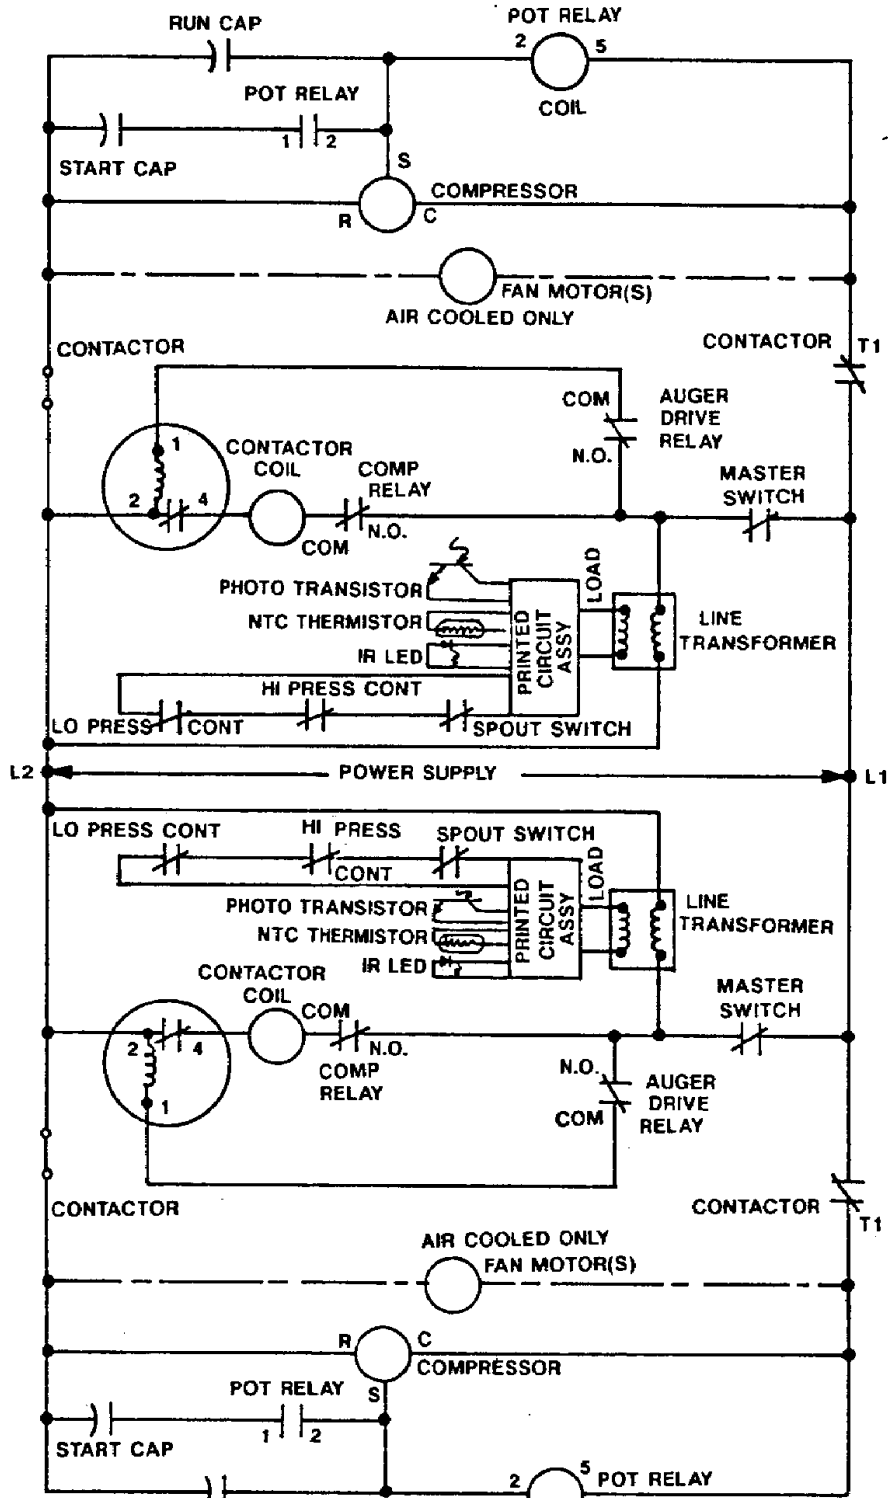 POT RELAY
RUN CAP
2
5
COIL
POT RELAY
1
2
START CAP
S
COMPRESSOR
R
C
FAN MOTOR(S)
AIR COOLED ONLY
CONTACTOR
CONTACTOR
T1
COM
AUGER
DRIVE
RELAY
N.O.
1
CONTACTOR
COIL
COMP
RELAY
MASTER
SWITCH
2
4
COM
N.O.
PHOTO TRANSISTOR
NTC THERMISTOR
IR LED
PRINTED
CIRCUIT
ASSY
LOAD
LINE
TRANSFORMER
HI PRESS CONT
LO PRESS CONT
SPOUT SWITCH
L2
POWER SUPPLY
L1
LO PRESS CONT
HI PRESS
CONT
SPOUT SWITCH
PHOTO TRANSISTOR
NTC THERMISTOR
IR LED
PRINTED
CIRCUIT
ASSY
LOAD
LINE
TRANSFORMER
CONTACTOR
COIL
COM
MASTER
SWITCH
2
4
N.O.
COMP
RELAY
1
N.O.
COM
AUGER
DRIVE
RELAY
CONTACTOR
CONTACTOR
T1
AIR COOLED ONLY
FAN MOTOR(S)
R
C
COMPRESSOR
S
POT RELAY
1
2
START CAP
2
5
POT RELAY